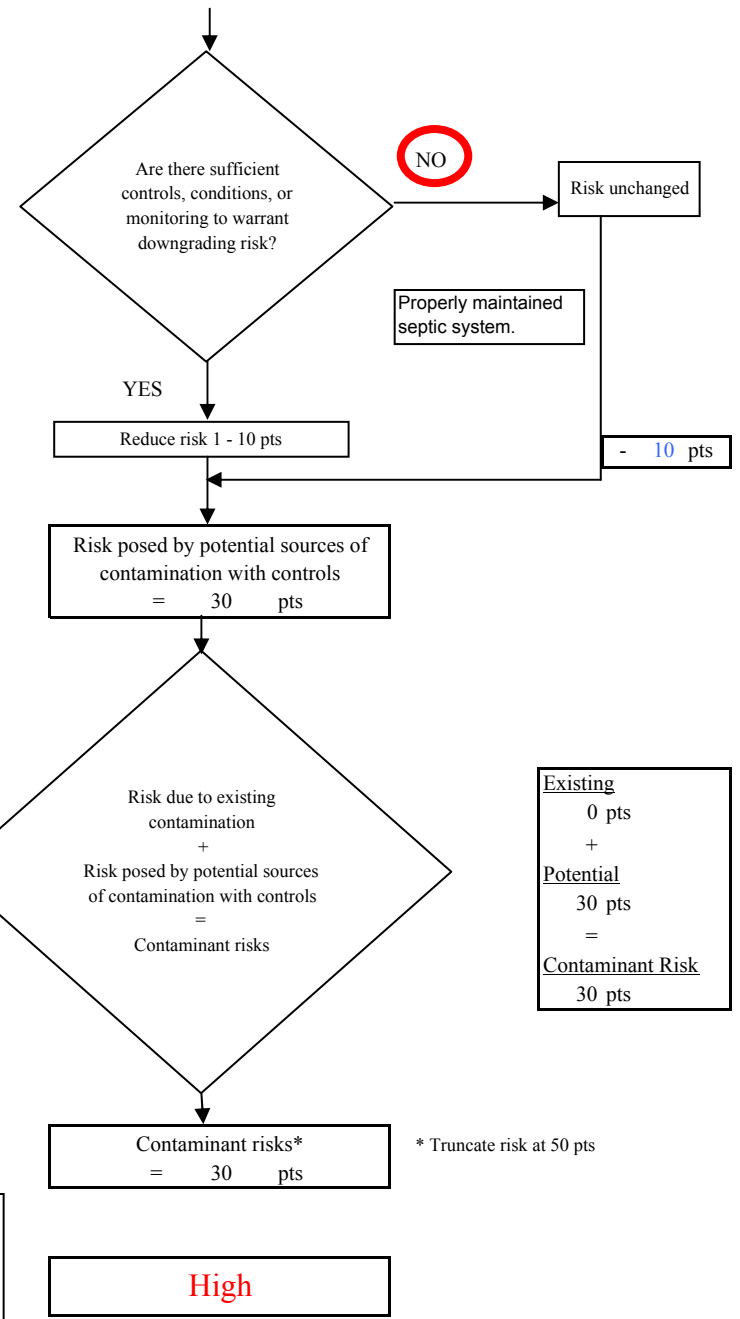 Are there sufficient
controls, conditions, or
monitoring to warrant
downgrading risk?
NO
Risk unchanged
Properly maintained
septic system.
YES
Reduce risk 1 - 10 pts
- 10 pts
Risk posed by potential sources of
contamination with controls
= 30 pts
Risk due to existing
contamination
+
Risk posed by potential sources
of contamination with controls
=
Contaminant risks
Existing
0 pts
+
Potential
30 pts
=
Contaminant Risk
30 pts
Contaminant risks*
= 30 pts
* Truncate risk at 50 pts
High